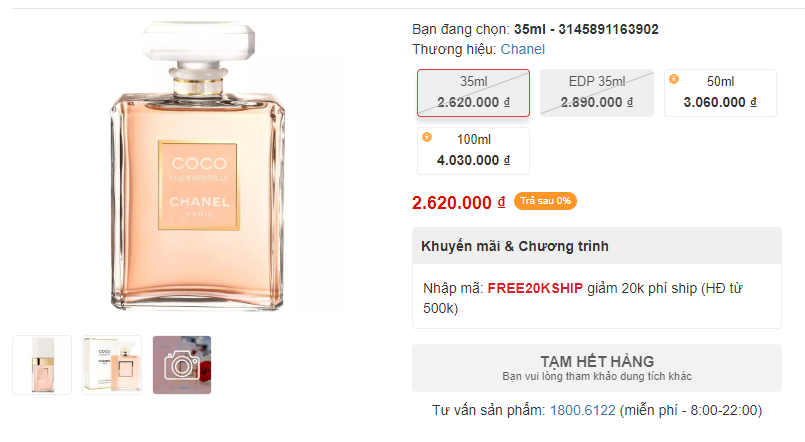 Bạn đang chọn: 35ml - 3145891163902
Thương hiệu: Chanel
35ml
2.620.000 ₫
EDP 35ml
2.890.000 ₫
50ml
3.060.000 ₫
100ml
4.030.000 ₫
2.620.000 ₫ Trả sau 0%
Khuyến mãi & Chương trình
Nhập mã: FREE20KSHIP giảm 20k phí ship (HĐ từ
500k)
TẠM HẾT HÀNG
Bạn vui lòng tham khảo dung tích khác
Tư vấn sản phẩm: 1800.6122 (miễn phí - 8:00-22:00)
COCO
MADEMOISELLE
CHANEL
PARIS